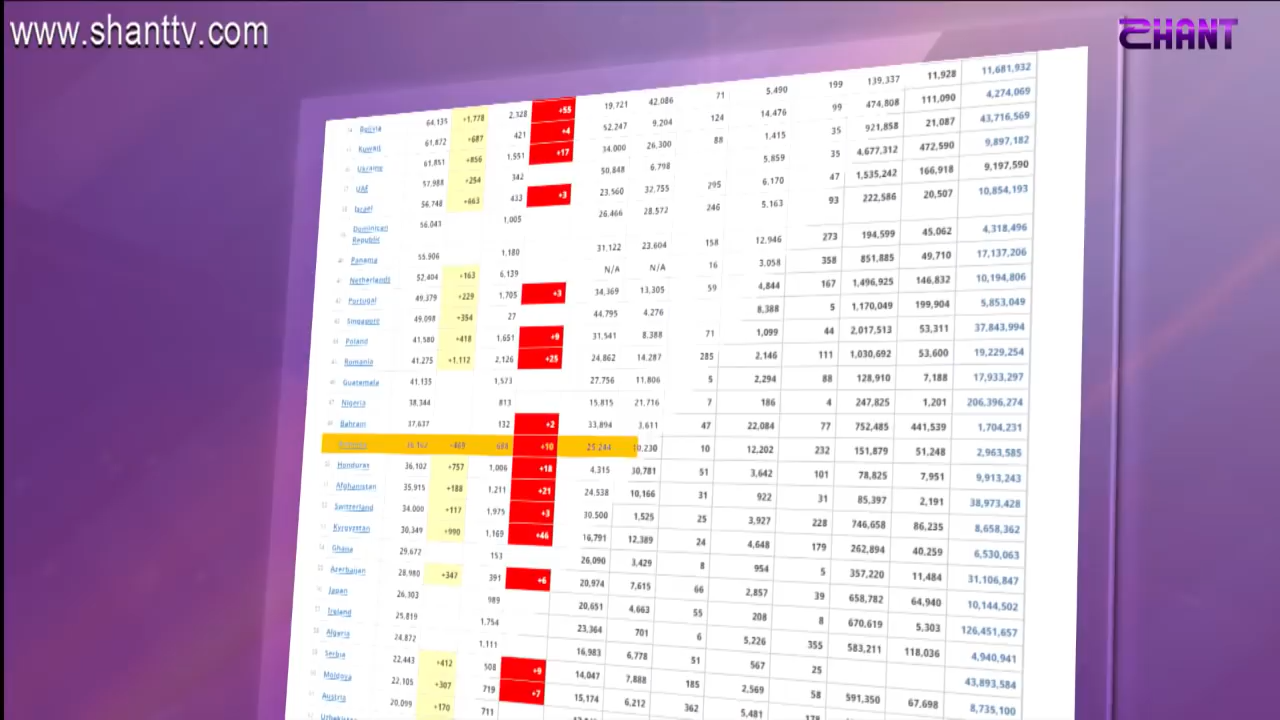 www.shanttv.com
SHANT
Bolivia 64,135 +1,778 2,328 +55 19,721 42,086 71 5,490 199 139,337 11,928 11,681,932
Kuwait 61,872 +687 421 +4 52,247 9,204 124 14,476 99 474,808 111,090 4,274,069
Ukraine 61,851 +856 1,551 +17 34,000 26,300 88 1,415 35 921,858 21,087 43,716,569
UAE 57,988 +254 342 50,848 6,798 5,859 35 4,677,312 472,590 9,897,182
Israel 56,748 +663 433 +3 23,560 32,755 295 6,170 47 1,535,242 166,918 9,197,590
Dominican Republic 56,043 1,005 26,466 28,572 246 5,163 93 222,586 20,507 10,854,193
Panama 55,906 1,180 31,122 23,604 158 12,946 273 194,599 45,062 4,318,496
Netherlands 52,404 +163 6,139 N/A N/A 16 3,058 358 851,885 49,710 17,137,206
Portugal 49,379 +229 1,705 +3 34,369 13,305 59 4,844 167 1,496,925 146,832 10,194,806
Singapore 49,098 +354 27 44,795 4,276 8,388 5 1,170,049 199,904 5,853,049
Poland 41,580 +418 1,651 +9 31,541 8,388 71 1,099 44 2,017,513 53,311 37,843,994
Romania 41,275 +1,112 2,126 +25 24,862 14,287 285 2,146 111 1,030,692 53,600 19,229,254
Guatemala 41,135 1,573 27,756 11,806 5 2,294 88 128,910 7,188 17,933,297
47 Nigeria 38,344 813 15,815 21,716 7 186 4 247,825 1,201 206,396,274
48 Bahrain 37,637 132 +2 33,894 3,611 47 22,084 77 752,485 441,539 1,704,231
+469 +10 25,244 10,230 10 12,202 232 151,879 51,248 2,963,585
Honduras 36,102 +757 1,006 +18 4,315 30,781 51 3,642 101 78,825 7,951 9,913,243
Afghanistan 35,915 +188 1,211 +21 24,538 10,166 31 922 31 85,397 2,191 38,973,428
Switzerland 34,000 +117 1,975 +3 30,500 1,525 25 3,927 228 746,658 86,235 8,658,362
Kyrgyzstan 30,349 +990 1,169 +46 16,791 12,389 24 4,648 179 262,894 40,259 6,530,063
Ghana 29,672 153 26,090 3,429 8 954 5 357,220 11,484 31,106,847
Azerbaijan 28,980 +347 391 +6 20,974 7,615 66 2,857 39 658,782 64,940 10,144,502
Japan 26,303 989 20,651 4,663 55 208 8 670,619 5,303 126,451,657
Ireland 25,819 1,754 23,364 701 6 5,226 355 583,211 118,036 4,940,941
Algeria 24,872 1,111 16,983 6,778 51 567 25 43,893,584
Serbia 22,443 +412 508 +9 14,047 7,888 185 2,569 58 591,350 67,698 8,735,100
Moldova 22,105 +307 719 +7 15,174 6,212 362 5,481 178
Austria 20,099 +170 711